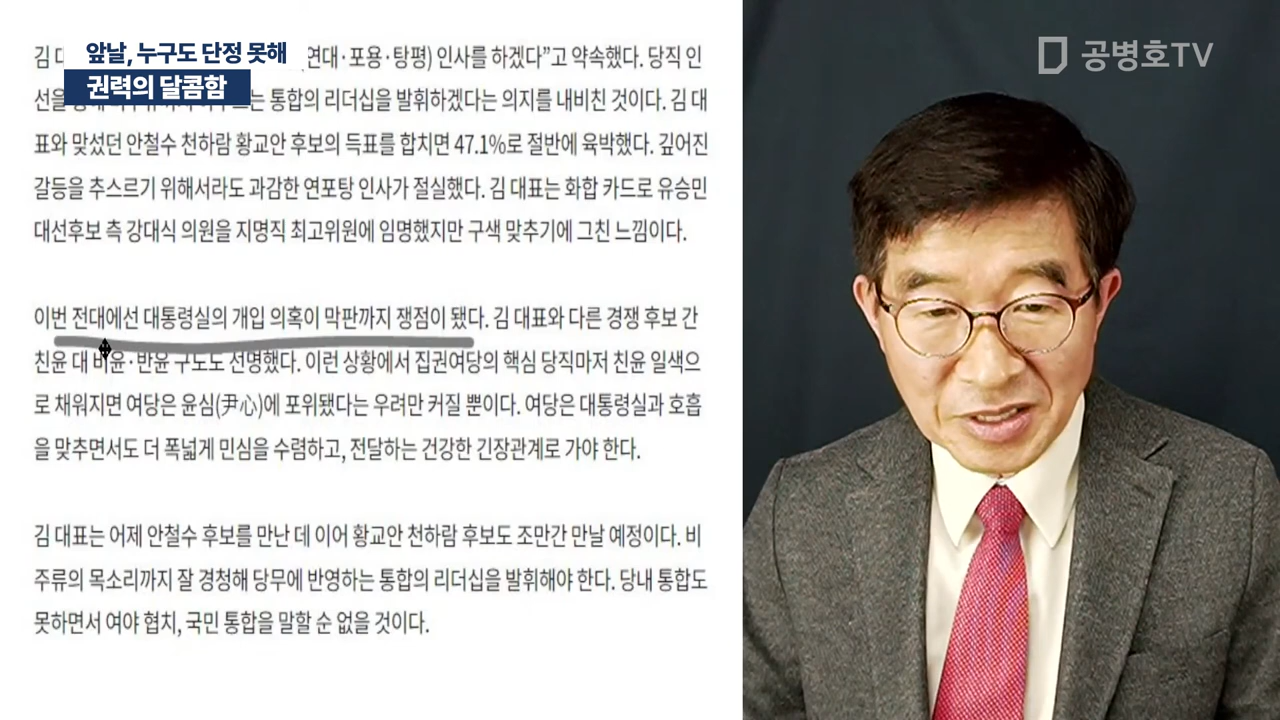 앞날, 누구도 단정 못해
권력의 달콤함
공병호TV
김 대 연대·포용·탕평) 인사를 하겠다”고 약속했다. 당직 인
선을 는 통합의 리더십을 발휘하겠다는 의지를 내비친 것이다. 김 대
표와 맞섰던 안철수 천하람 황교안 후보의 득표를 합치면 47.1%로 절반에 육박했다. 깊어진
갈등을 추스르기 위해서라도 과감한 연포탕 인사가 절실했다. 김 대표는 화합 카드로 유승민
대선후보 측 강대식 의원을 지명직 최고위원에 임명했지만 구색 맞추기에 그친 느낌이다.
이번 전대에선 대통령실의 개입 의혹이 막판까지 쟁점이 됐다. 김 대표와 다른 경쟁 후보 간
친윤 대 비윤·반윤 구도도 선명했다. 이런 상황에서 집권여당의 핵심 당직마저 친윤 일색으
로 채워지면 여당은 윤심(尹心)에 포위됐다는 우려만 커질 뿐이다. 여당은 대통령실과 호흡
을 맞추면서도 더 폭넓게 민심을 수렴하고, 전달하는 건강한 긴장관계로 가야 한다.
김 대표는 어제 안철수 후보를 만난 데 이어 황교안 천하람 후보도 조만간 만날 예정이다. 비
주류의 목소리까지 잘 경청해 당무에 반영하는 통합의 리더십을 발휘해야 한다. 당내 통합도
못하면서 여야 협치, 국민 통합을 말할 순 없을 것이다.